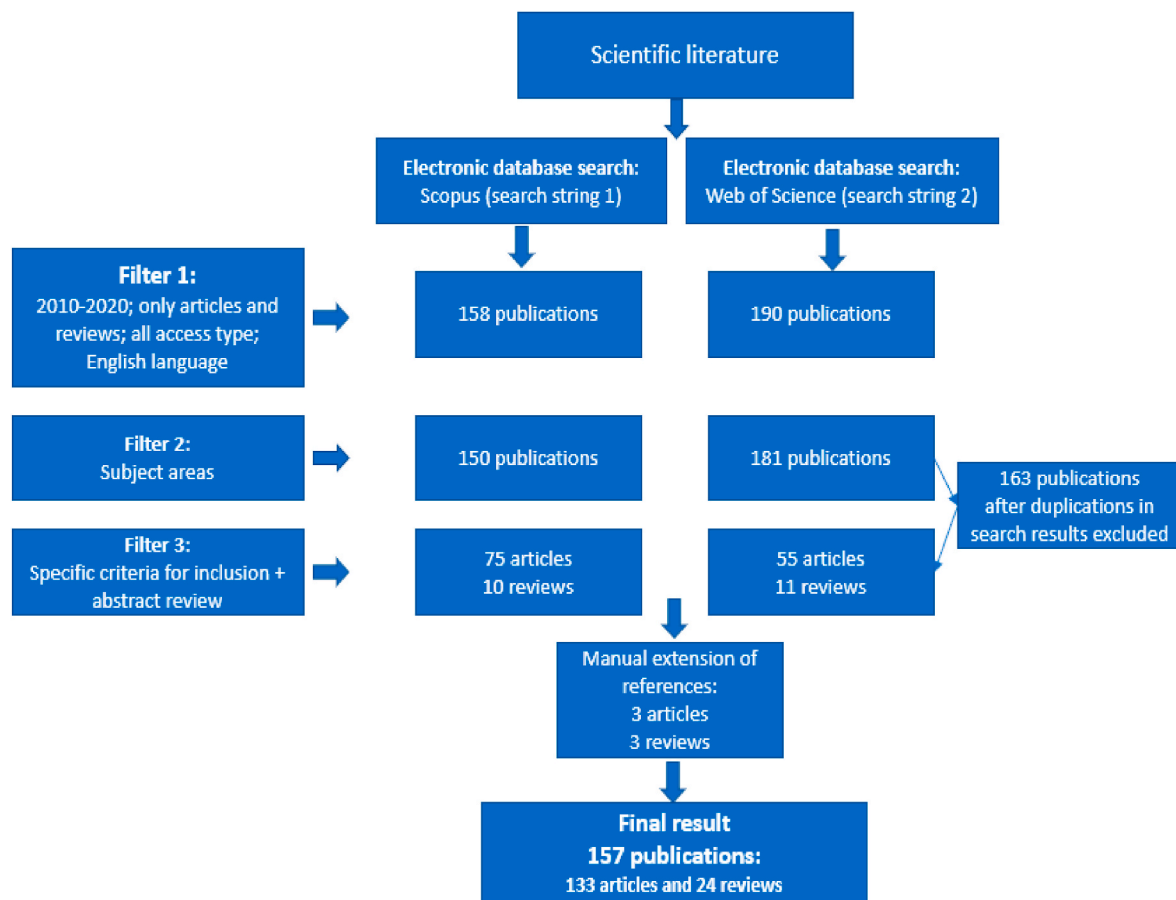 Scientific literature
Electronic database search:
Scopus (search string 1)
Electronic database search:
Web of Science (search string 2)
Filter 1:
2010-2020; only articles and
reviews; all access type;
English language
158 publications
190 publications
Filter 2:
Subject areas
150 publications
181 publications
163 publications
after duplications in
search results excluded
Filter 3:
Specific criteria for inclusion +
abstract review
75 articles
10 reviews
55 articles
11 reviews
Manual extension of
references:
3 articles
3 reviews
Final result
157 publications:
133 articles and 24 reviews